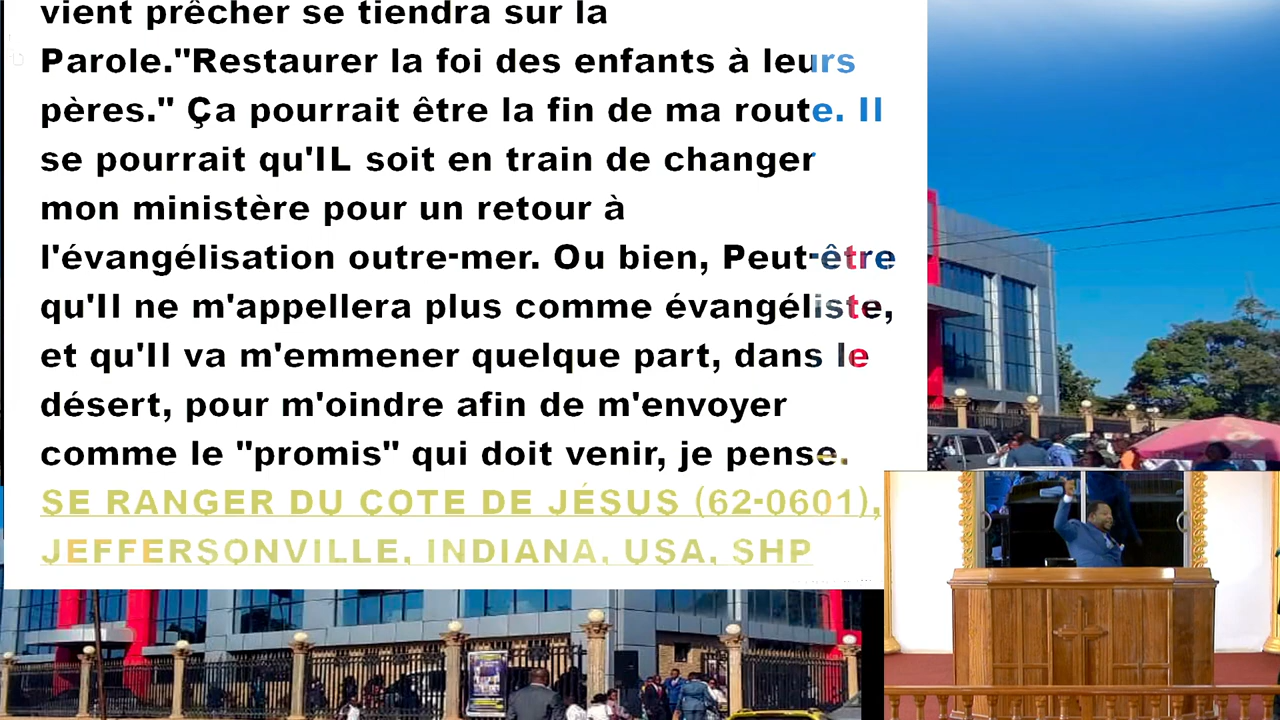 vient prêcher se tiendra sur la
Parole."Restaurer la foi des enfants à leurs
pères." Ça pourrait être la fin de ma route. Il
se pourrait qu'IL soit en train de changer
mon ministère pour un retour à
l'évangélisation outre-mer. Ou bien, Peut-être
qu'Il ne m'appellera plus comme évangéliste,
et qu'Il va m'emmener quelque part, dans le
désert, pour m'oindre afin de m'envoyer
comme le "promis" qui doit venir, je pense.
SE RANGER DU COTE DE JÉSUS (62-0601),
JEFFERSONVILLE, INDIANA, USA, SHP